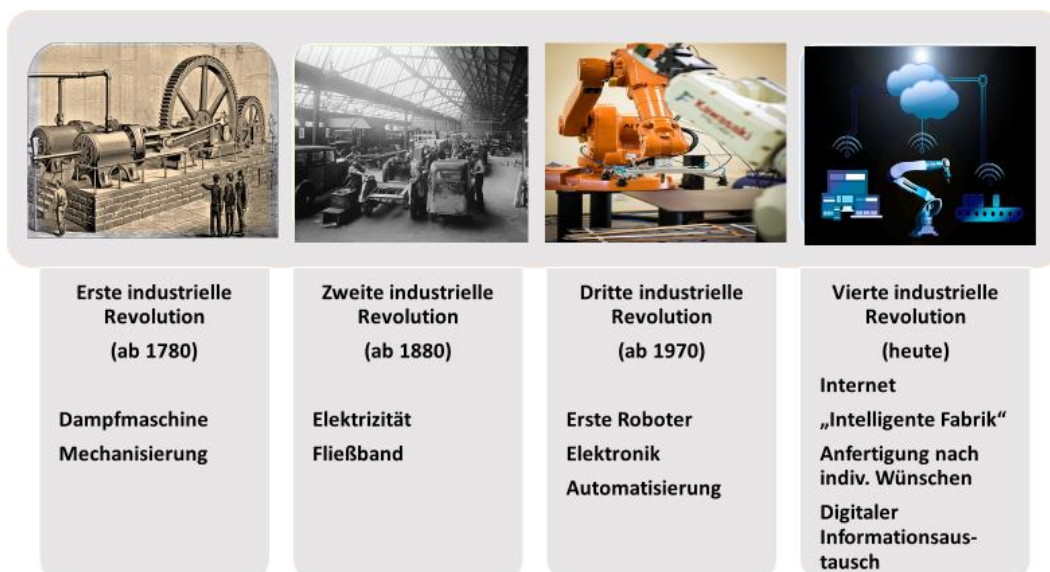 Kawasaki
Erste industrielle
Revolution
(ab 1780)
Dampfmaschine
Mechanisierung
Zweite industrielle
Revolution
(ab 1880)
Elektrizität
Fließband
Dritte industrielle
Revolution
(ab 1970)
Erste Roboter
Elektronik
Automatisierung
Vierte industrielle
Revolution
(heute)
Internet
„Intelligente Fabrik“
Anfertigung nach
indiv. Wünschen
Digitaler
Informationsaus-
tausch